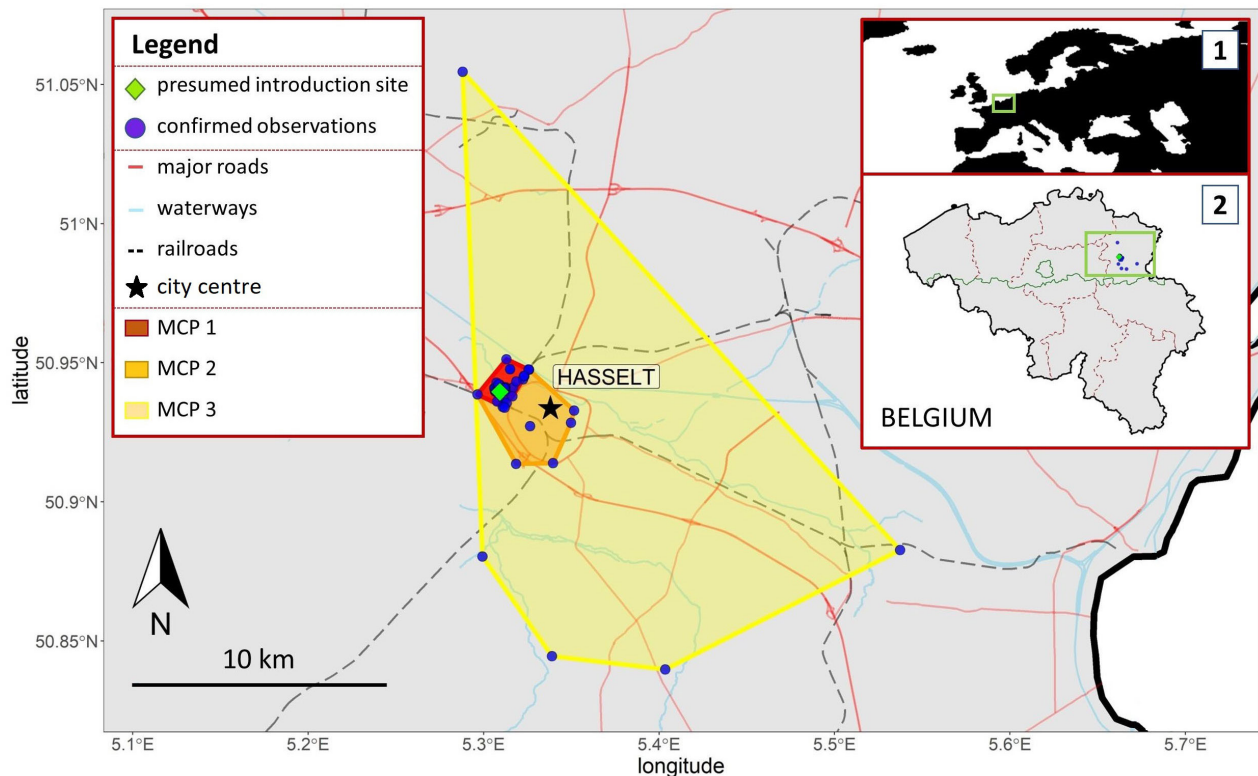 Legend
presumed introduction site
confirmed observations
major roads
waterways
railroads
city centre
MCP 1
MCP 2
MCP 3
1
2
BELGIUM
HASSELT
N
10 km
latitude
51.05°N
51°N
50.95°N
50.9°N
50.85°N
5.1°E
5.2°E
5.3°E
5.4°E
5.5°E
5.6°E
5.7°E
longitude